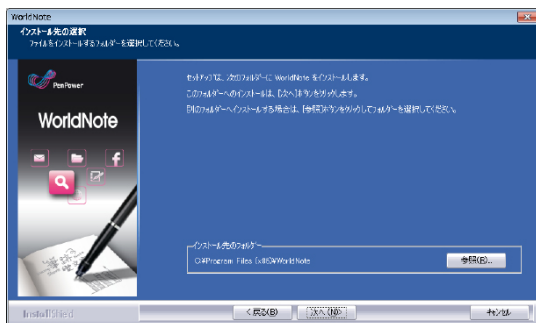 WorldNote
インストール先の選択
ファイルをインストールするフォルダーを選択してください。
PenPower
WorldNote
セットアップは、次のフォルダーに WorldNote をインストールします。
このフォルダーへのインストールは、[次へ]ボタンをクリックします。
別のフォルダーへインストールする場合は、[参照]ボタンをクリックしてフォルダーを選択してください。
インストール先のフォルダー
C:¥Program Files (x86)¥WorldNote
参照(R)...
InstallShield
< 戻る(B)
次へ(N)>
キャンセル